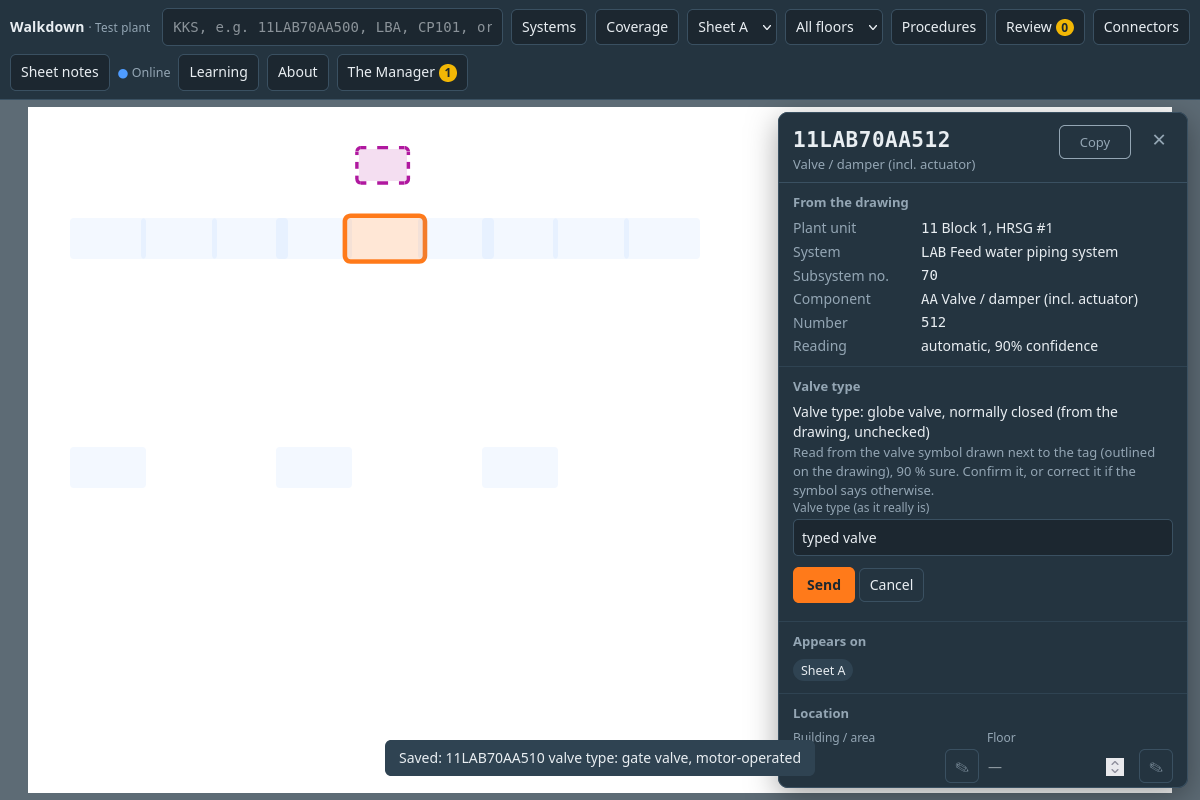 Walkdown · Test plant
KKS, e.g. 11LAB70AA500, LBA, CP101, or
Systems
Coverage
Sheet A
All floors
Procedures
Review 0
Connectors
Sheet notes
Online
Learning
About
The Manager 1
11LAB70AA512
Valve / damper (incl. actuator)
Copy
×
From the drawing
Plant unit 11 Block 1, HRSG #1
System LAB Feed water piping system
Subsystem no. 70
Component AA Valve / damper (incl. actuator)
Number 512
Reading automatic, 90% confidence
Valve type
Valve type: globe valve, normally closed (from the
drawing, unchecked)
Read from the valve symbol drawn next to the tag (outlined
on the drawing), 90 % sure. Confirm it, or correct it if the
symbol says otherwise.
Valve type (as it really is)
typed valve
Send
Cancel
Appears on
Sheet A
Location
Building / area
Floor
—
Saved: 11LAB70AA510 valve type: gate valve, motor-operated